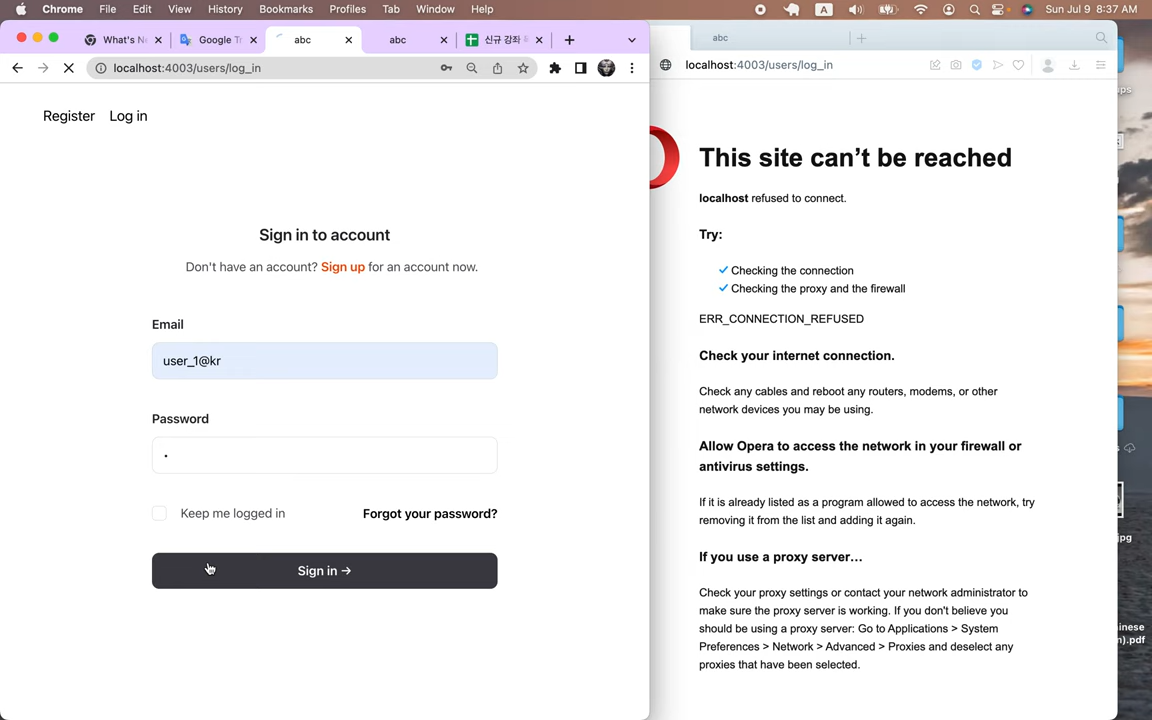 Chrome File Edit View History Bookmarks Profiles Tab Window Help A Sun Jul 9 8:37 AM
What's N Google Tr abc abc 신규 강좌
localhost:4003/users/log_in
Register Log in
Sign in to account
Don't have an account? Sign up for an account now.
Email
user_1@kr
Password
Keep me logged in Forgot your password?
Sign in →
abc
localhost:4003/users/log_in
This site can’t be reached
localhost refused to connect.
Try:
Checking the connection
Checking the proxy and the firewall
ERR_CONNECTION_REFUSED
Check your internet connection.
Check any cables and reboot any routers, modems, or other
network devices you may be using.
Allow Opera to access the network in your firewall or
antivirus settings.
If it is already listed as a program allowed to access the network, try
removing it from the list and adding it again.
If you use a proxy server…
Check your proxy settings or contact your network administrator to
make sure the proxy server is working. If you don't believe you
should be using a proxy server: Go to Applications > System
Preferences > Network > Advanced > Proxies and deselect any
proxies that have been selected.
ps
jpg
inese
n).pdf